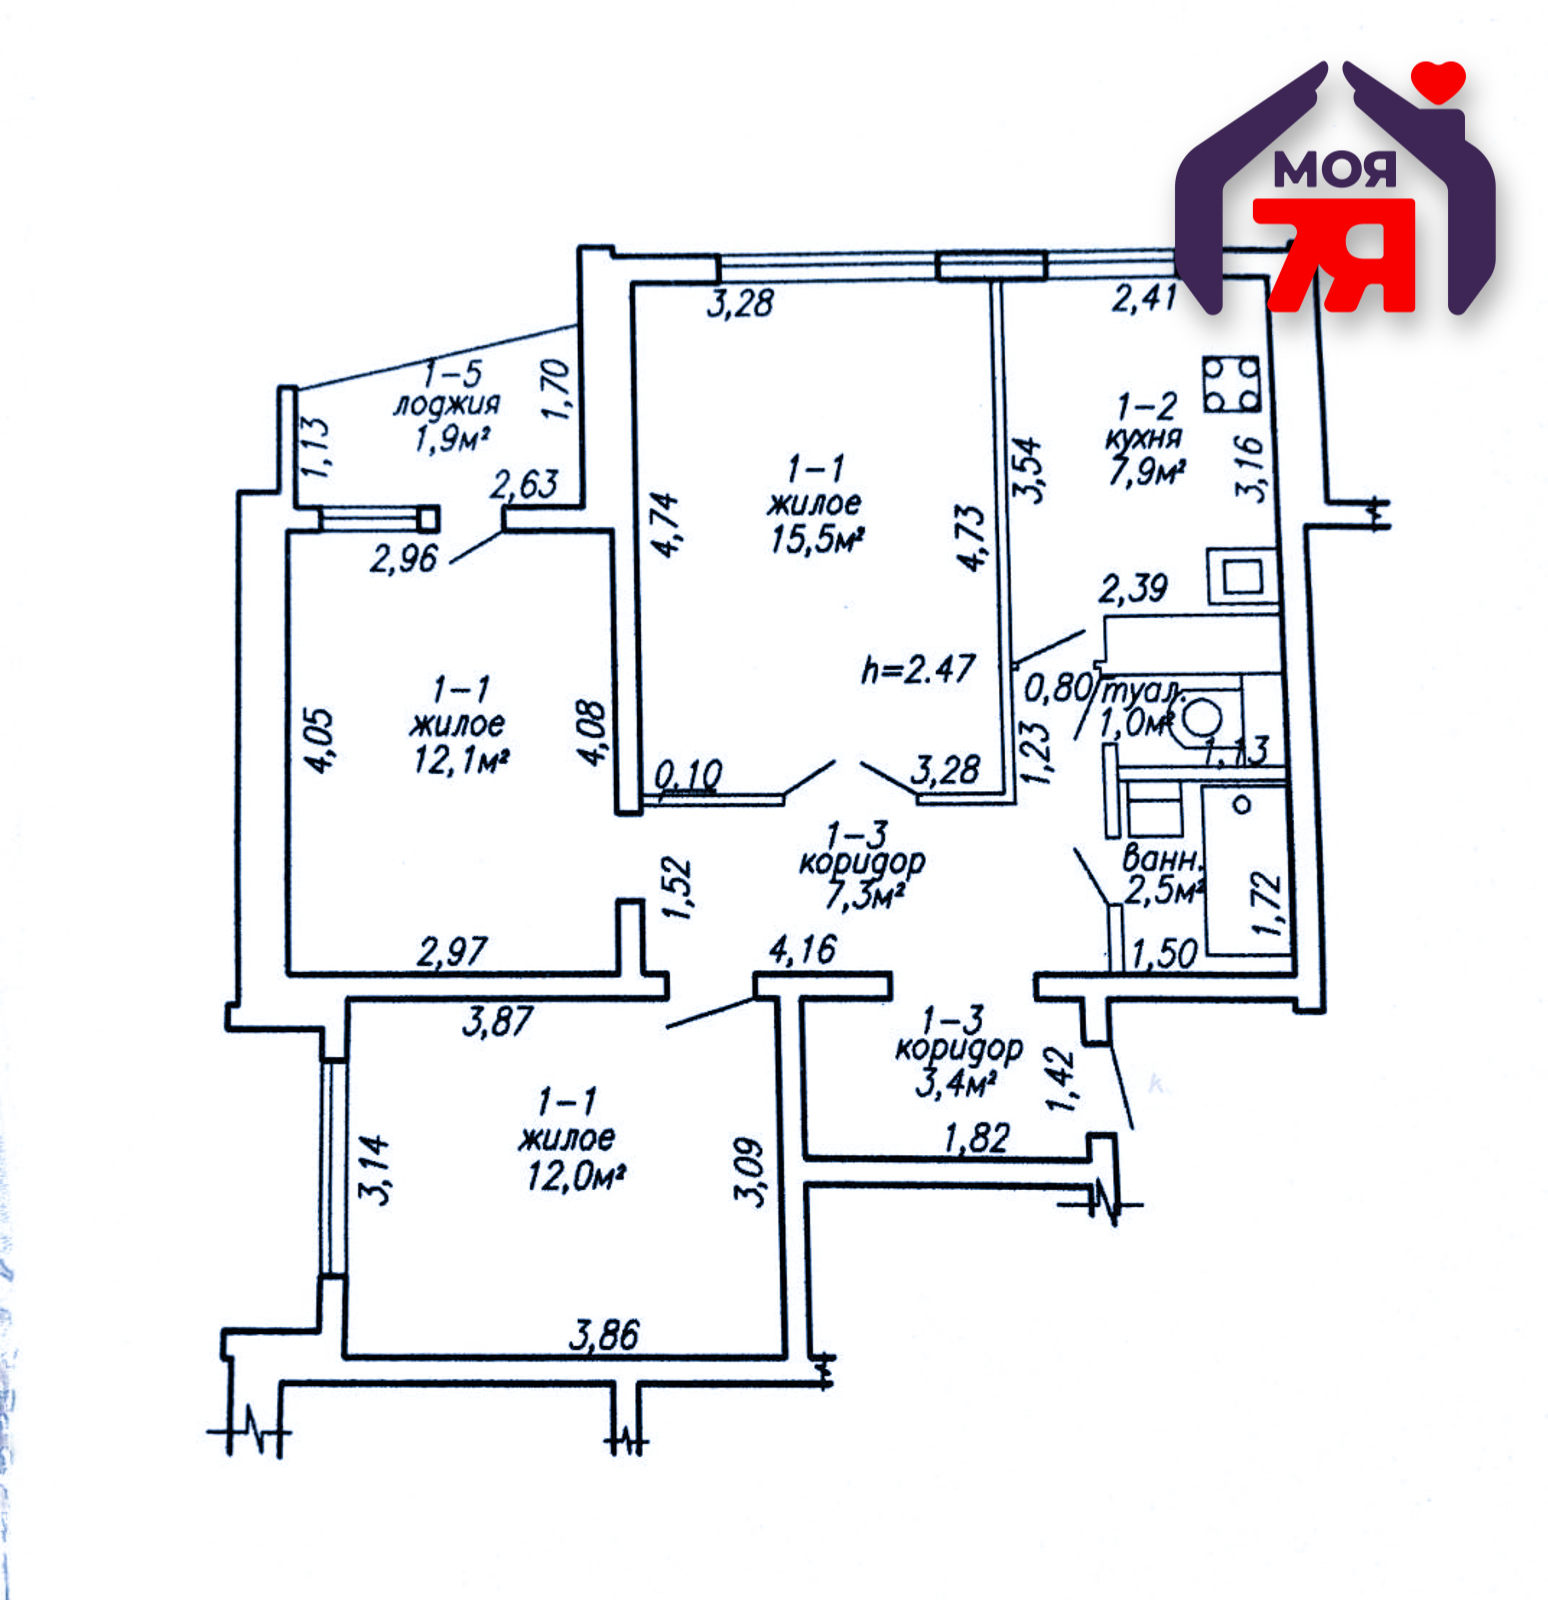 МОЯ
Я
3,28
2,41
1-5
лоджия
1,9м²
1,70
1,13
2,63
1-2
кухня
7,9м²
3,54
3,16
1-1
жилое
15,5м²
4,74
4,73
2,96
2,39
h=2.47
0,80
туал.
1,0м²
1-1
жилое
12,1м²
4,05
4,08
1,23
1,13
0.10
3,28
1-3
коридор
7,3м²
1,52
ванн.
2,5м²
1,72
2,97
4,16
1,50
3,87
1-3
коридор
3,4м²
1,42
к.
1-1
жилое
12,0м²
3,14
3,09
1,82
3,86